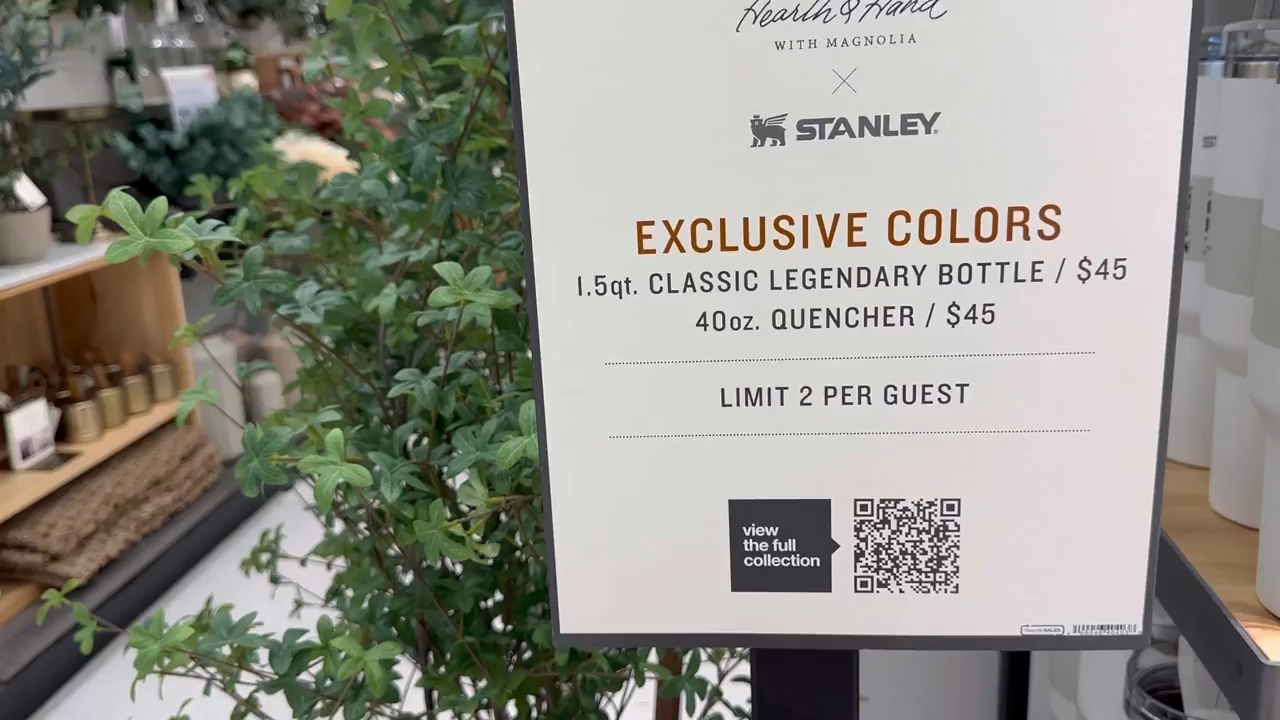 Hearth & Hand
WITH MAGNOLIA
X
STANLEY
EXCLUSIVE COLORS
1.5qt. CLASSIC LEGENDARY BOTTLE / $45
40oz. QUENCHER / $45
LIMIT 2 PER GUEST
view
the full
collection